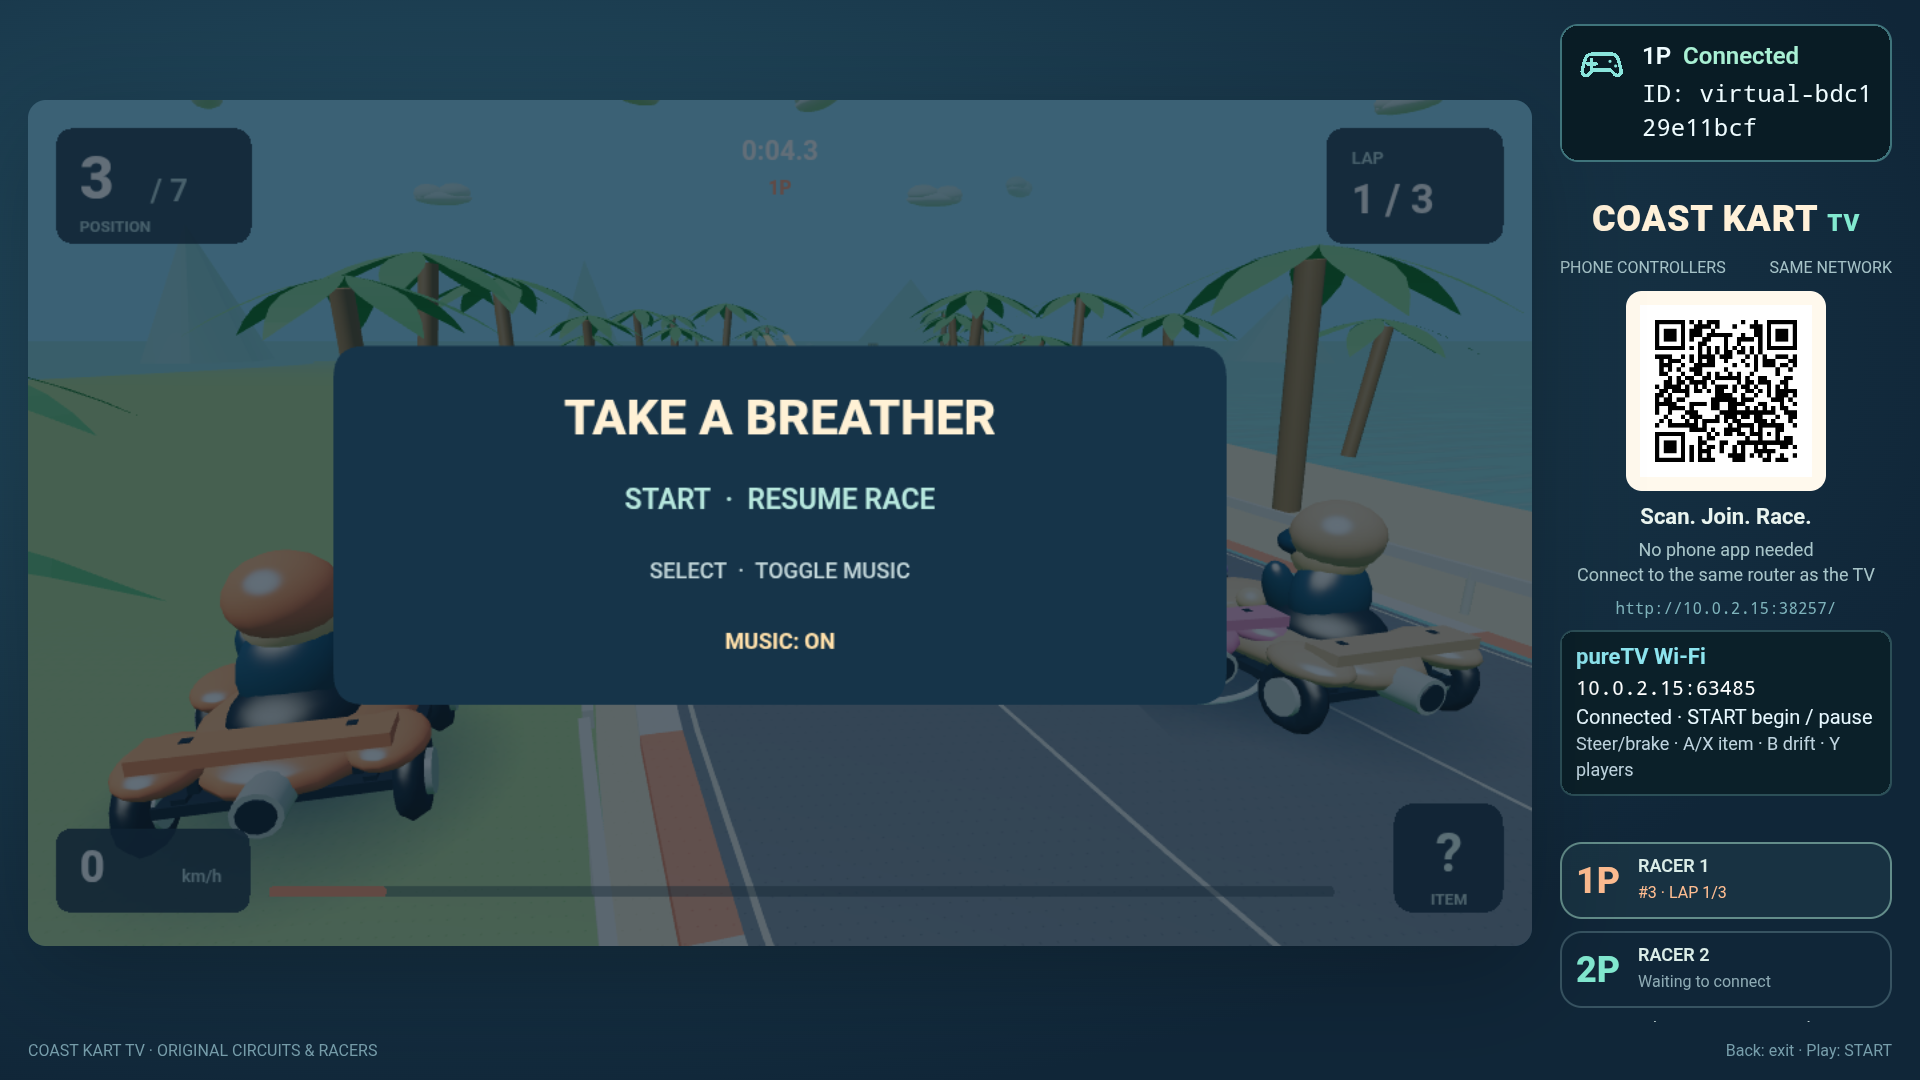 3 / 7
POSITION
0:04.3
1P
LAP
1 / 3
TAKE A BREATHER
START · RESUME RACE
SELECT · TOGGLE MUSIC
MUSIC: ON
0 km/h
?
ITEM
1P Connected
ID: virtual-bdc1
29e11bcf
COAST KART TV
PHONE CONTROLLERS SAME NETWORK
Scan. Join. Race.
No phone app needed
Connect to the same router as the TV
http://10.0.2.15:38257/
pureTV Wi-Fi
10.0.2.15:63485
Connected · START begin / pause
Steer/brake · A/X item · B drift · Y
players
1P RACER 1
#3 · LAP 1/3
2P RACER 2
Waiting to connect
COAST KART TV · ORIGINAL CIRCUITS & RACERS
Back: exit · Play: START